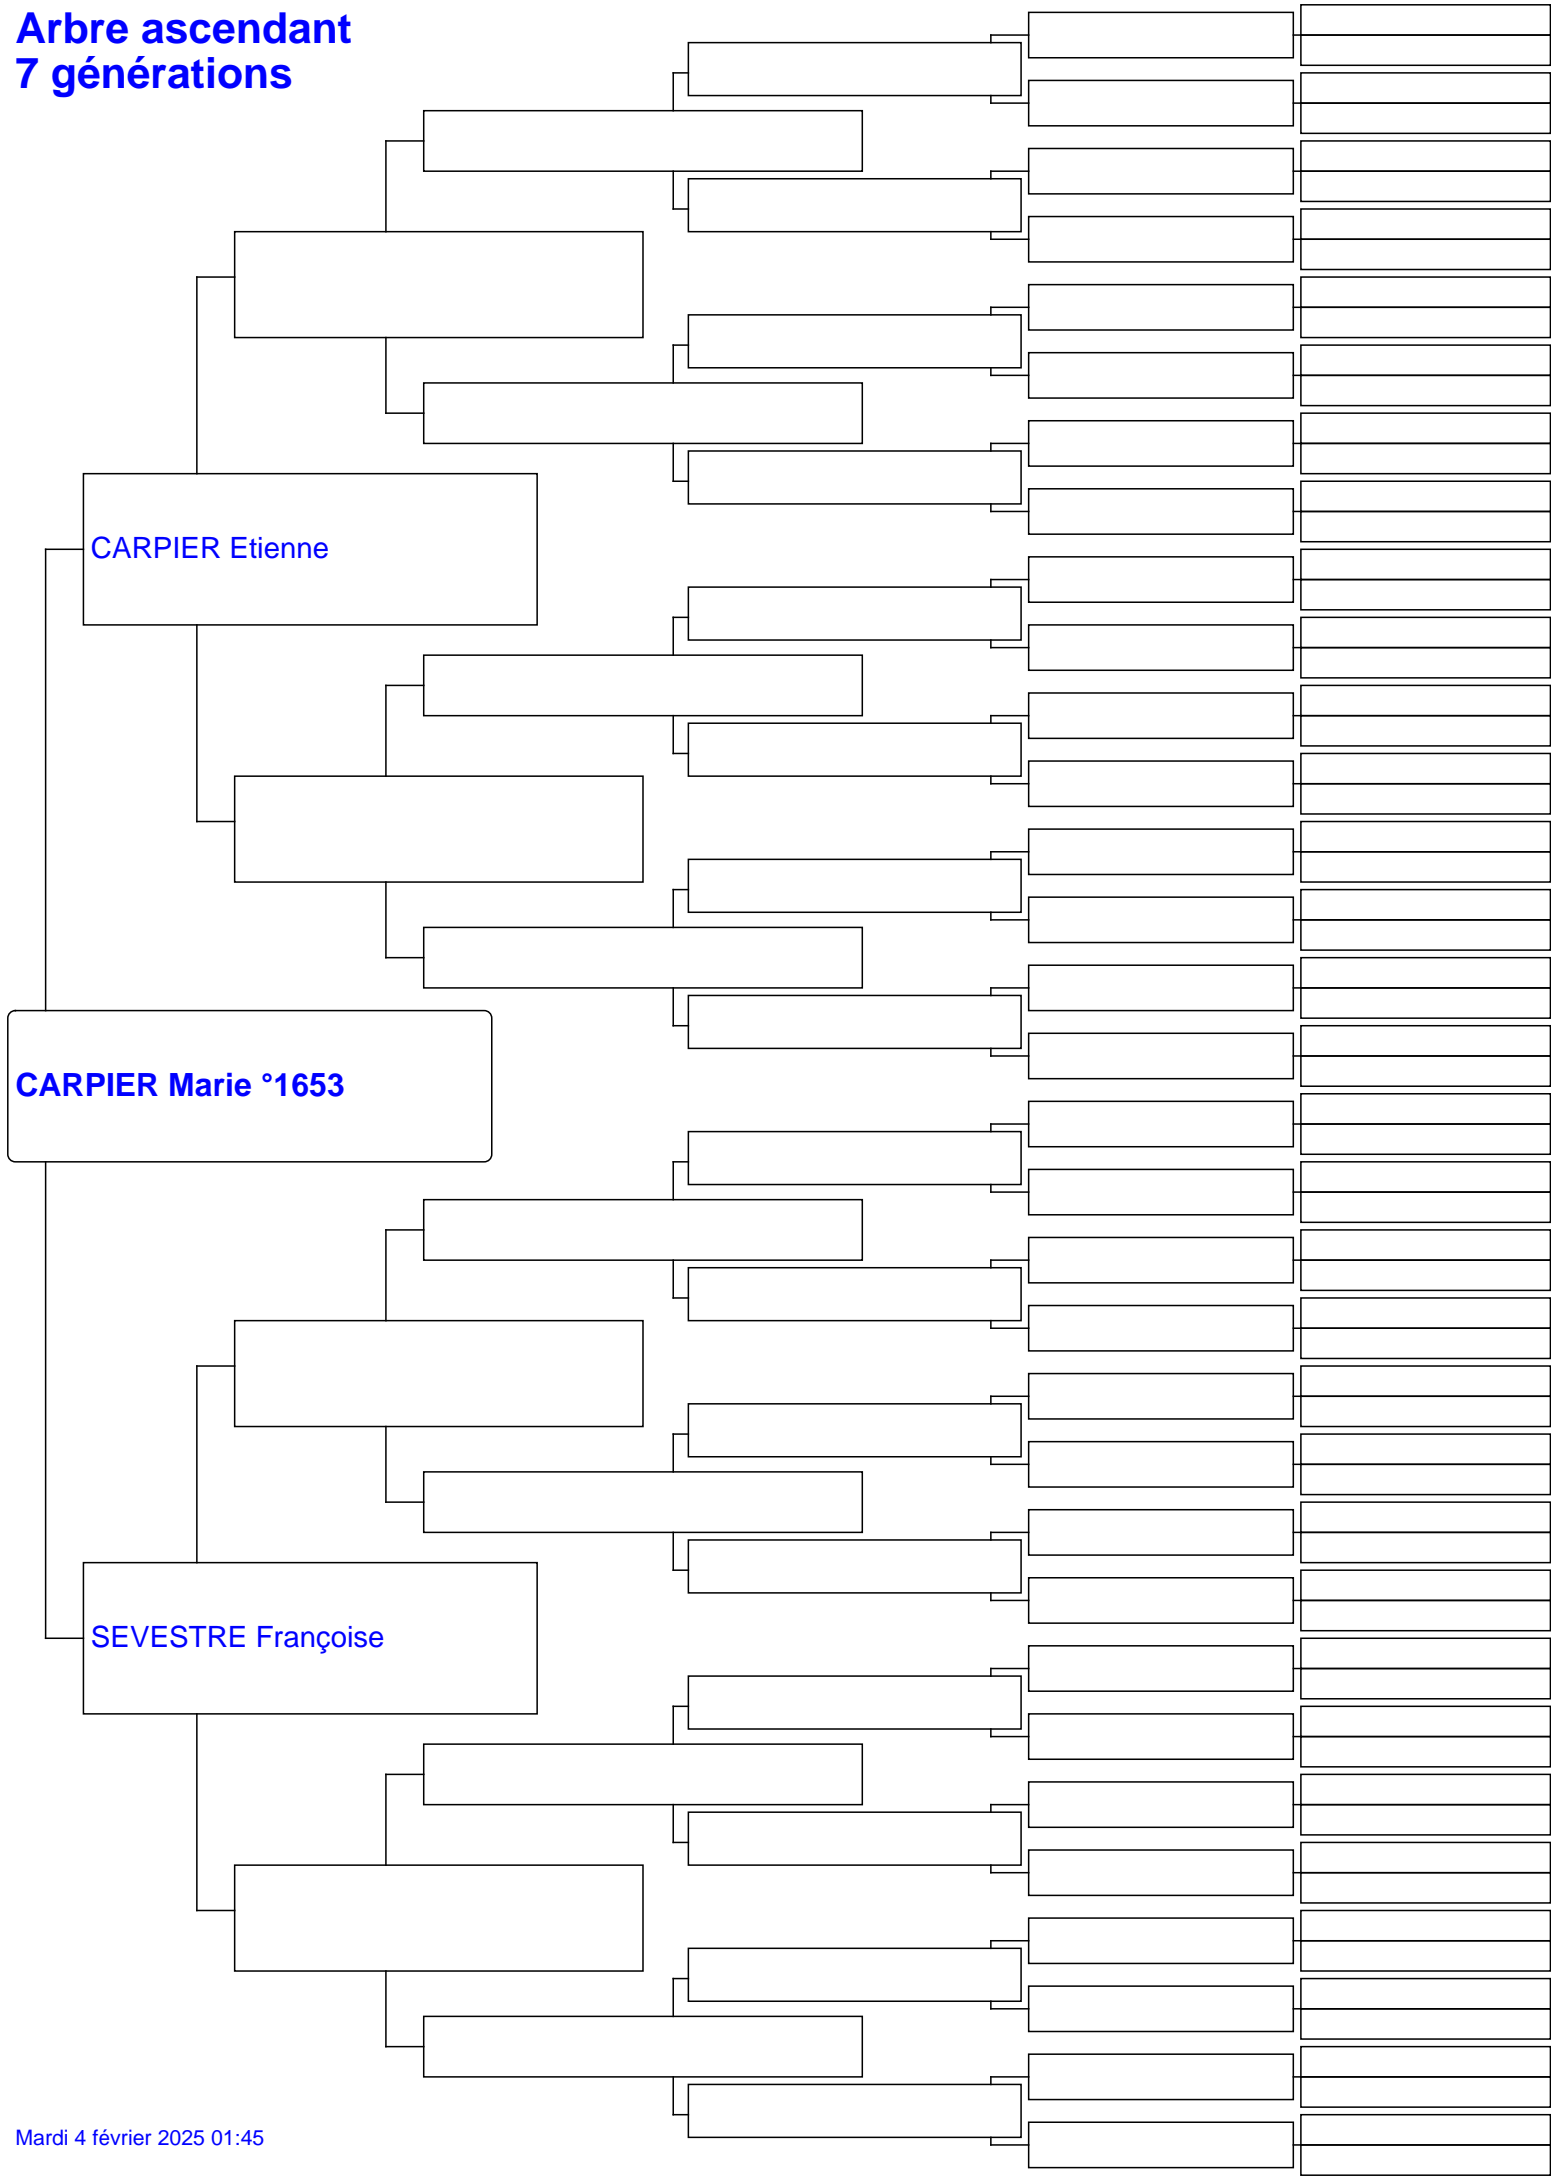 Arbre ascendant
7 générations
CARPIER Etienne
CARPIER Marie °1653
SEVESTRE Françoise
Mardi 4 février 2025 01:45